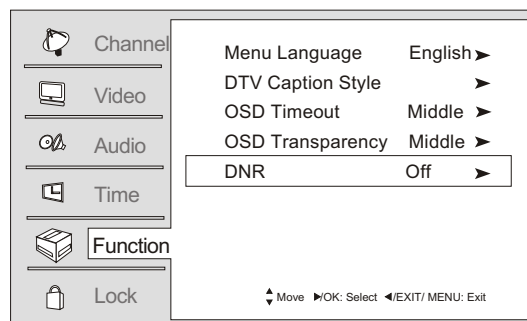 Channel
Video
Audio
Time
Function
Lock
Menu Language English
DTV Caption Style
OSD Timeout Middle
OSD Transparency Middle
DNR Off
Move /OK: Select /EXIT/ MENU: Exit